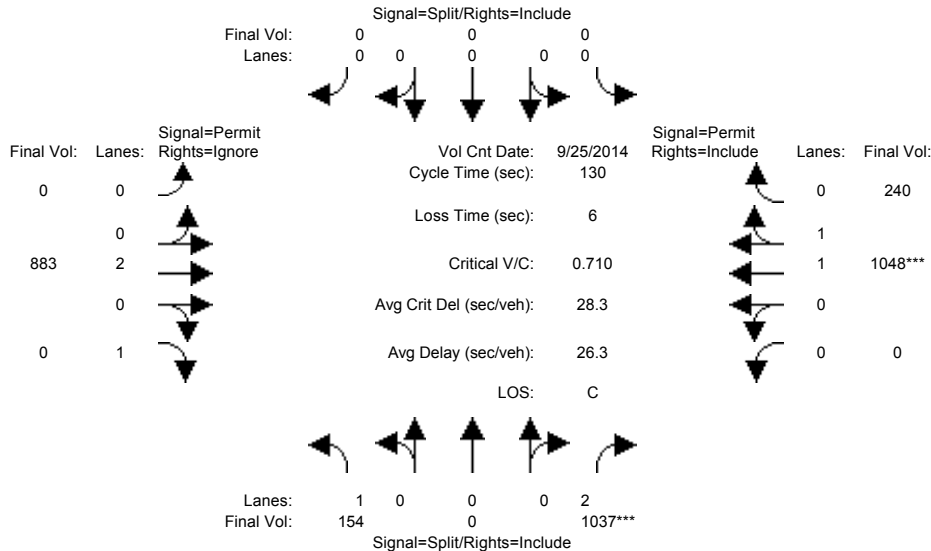 Signal=Split/Rights=Include
Final Vol: 0 0 0
Lanes: 0 0 0 0 0
Signal=Permit Signal=Permit
Final Vol: Lanes: Rights=Ignore Vol Cnt Date: 9/25/2014 Rights=Include Lanes: Final Vol:
Cycle Time (sec): 130
0 0 0 240
Loss Time (sec): 6
0 1
883 2 Critical V/C: 0.710 1 1048***
0 Avg Crit Del (sec/veh): 28.3 0
0 1 Avg Delay (sec/veh): 26.3 0 0
LOS: C
Lanes: 1 0 0 0 2
Final Vol: 154 0 1037***
Signal=Split/Rights=Include